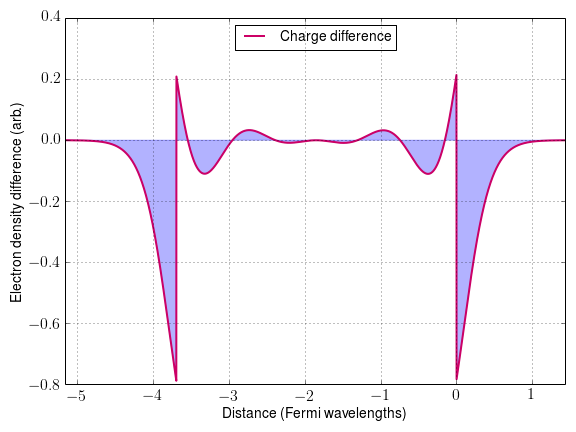 Charge difference
Electron density difference (arb.)
0.4
0.2
0.0
−0.2
−0.4
−0.6
−0.8
−5 −4 −3 −2 −1 0 1
Distance (Fermi wavelengths)